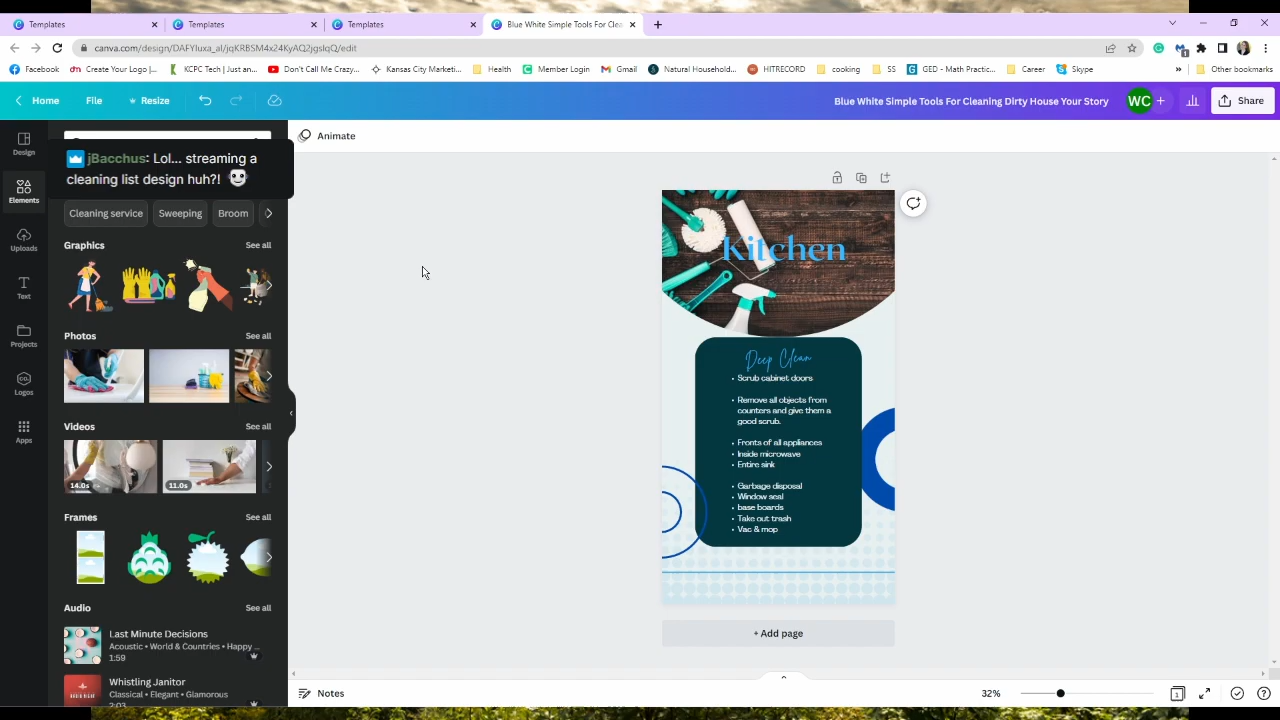 Templates
Templates
Templates
Blue White Simple Tools For Clea
canva.com/design/DAFYIuxa_aI/jqKRBSM4x24KyAQ2jgsIqQ/edit
Facebook
Create Your Logo |...
KCPC Tech | Just an...
Don't Call Me Crazy...
Kansas City Marketi...
Health
Member Login
Gmail
Natural Household...
HITRECORD
cooking
SS
GED - Math Practic...
Career
Skype
»
Other bookmarks
Home
File
Resize
Blue White Simple Tools For Cleaning Dirty House Your Story
WC
+
Share
Design
Elements
Uploads
Text
Projects
Logos
Apps
jBacchus: Lol... streaming a
cleaning list design huh?!
Cleaning service
Sweeping
Broom
Graphics
See all
Photos
See all
Videos
See all
14.0s
11.0s
Frames
See all
Audio
See all
Last Minute Decisions
Acoustic • World & Countries • Happy ...
1:59
Whistling Janitor
Classical • Elegant • Glamorous
2:03
Animate
Kitchen
Deep Clean
• Scrub cabinet doors
• Remove all objects from
counters and give them a
good scrub.
• Fronts of all appliances
• Inside microwave
• Entire sink
• Garbage disposal
• Window seal
• base boards
• Take out trash
• Vac & mop
+ Add page
Notes
32%
1